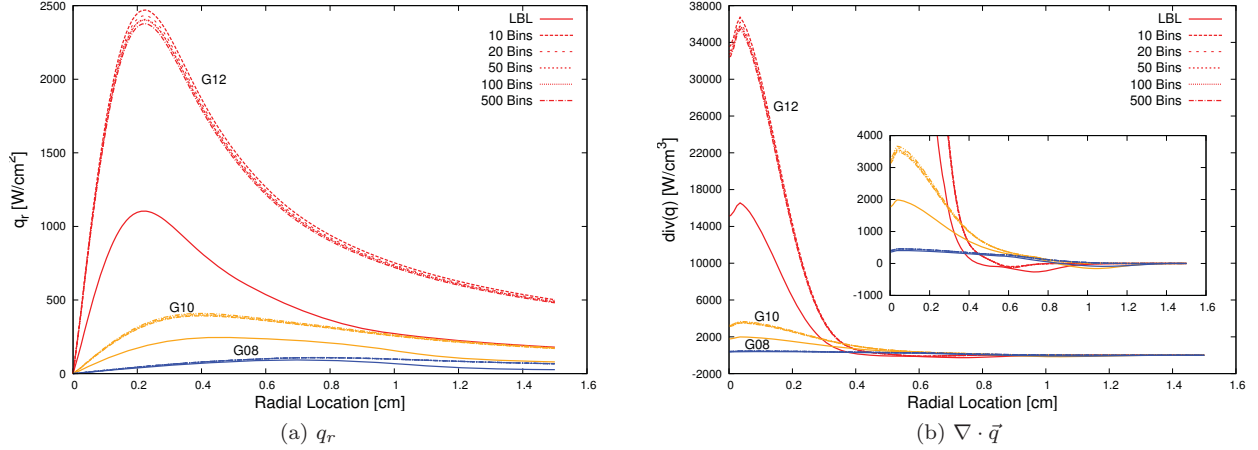 2500
2000
1500
1000
500
0
0
0.2
0.4
0.6
0.8
1
1.2
1.4
1.6
q_r [W/cm²]
Radial Location [cm]
LBL
10 Bins
20 Bins
50 Bins
100 Bins
500 Bins
G12
G10
G08
(a) q_r
38000
34000
30000
26000
22000
18000
14000
10000
6000
2000
-2000
0
0.2
0.4
0.6
0.8
1
1.2
1.4
1.6
div(q) [W/cm³]
Radial Location [cm]
LBL
10 Bins
20 Bins
50 Bins
100 Bins
500 Bins
G12
G10
G08
4000
3000
2000
1000
0
-1000
0
0.2
0.4
0.6
0.8
1
1.2
1.4
1.6
(b) ∇ · q⃗